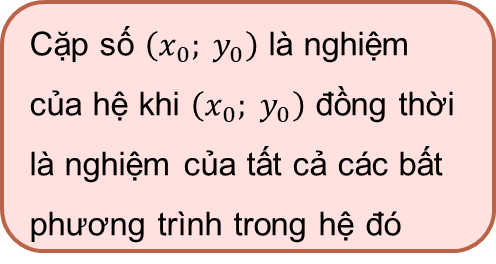 Cặp số (𝑥₀; 𝑦₀) là nghiệm
của hệ khi (𝑥₀; 𝑦₀) đồng thời
là nghiệm của tất cả các bất
phương trình trong hệ đó